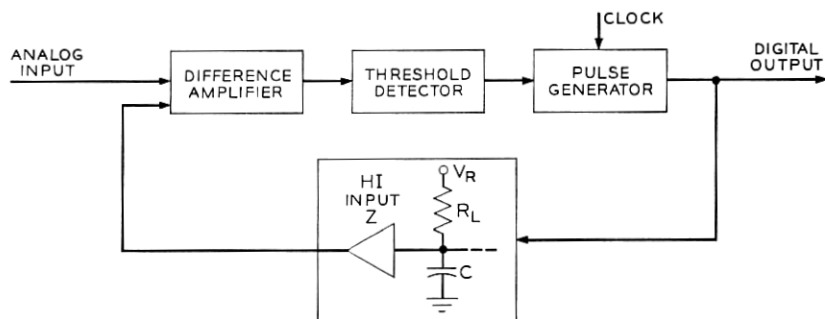 CLOCK
ANALOG
INPUT
DIFFERENCE
AMPLIFIER
THRESHOLD
DETECTOR
PULSE
GENERATOR
DIGITAL
OUTPUT
HI
INPUT
Z
VR
RL
C